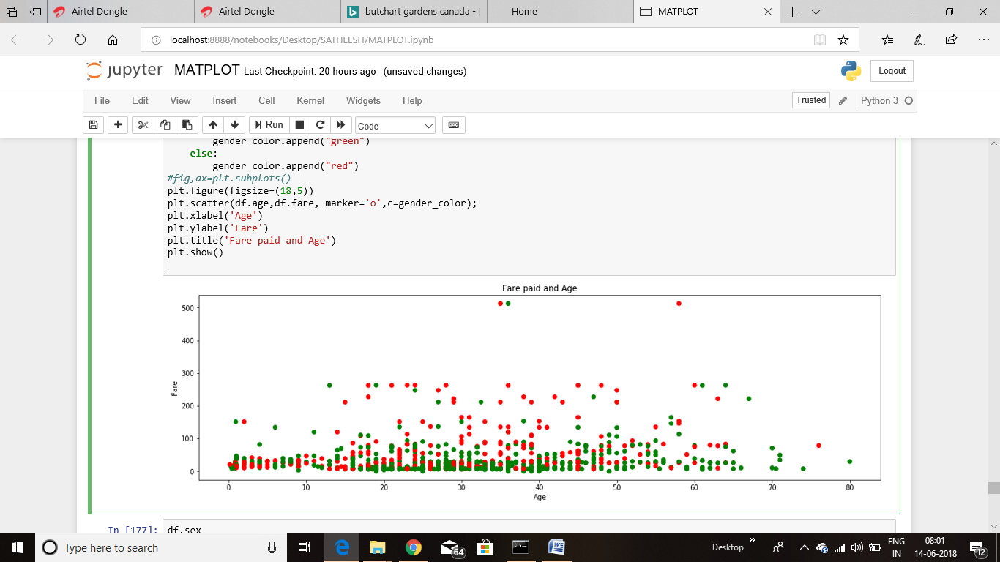 Airtel Dongle
Airtel Dongle
butchart gardens canada - I
Home
MATPLOT
localhost:8888/notebooks/Desktop/SATHEESH/MATPLOT.ipynb
jupyter MATPLOT Last Checkpoint: 20 hours ago (unsaved changes)
Logout
File Edit View Insert Cell Kernel Widgets Help
Trusted
Python 3
Run
Code
gender_color.append("green")
else:
gender_color.append("red")
#fig,ax=plt.subplots()
plt.figure(figsize=(18,5))
plt.scatter(df.age,df.fare, marker='o',c=gender_color);
plt.xlabel('Age')
plt.ylabel('Fare')
plt.title('Fare paid and Age')
plt.show()
Fare paid and Age
500
400
300
200
100
0
Fare
0 10 20 30 40 50 60 70 80
Age
In [177]: df.sex
Type here to search
64
Desktop
ENG
IN
08:01
14-06-2018
12